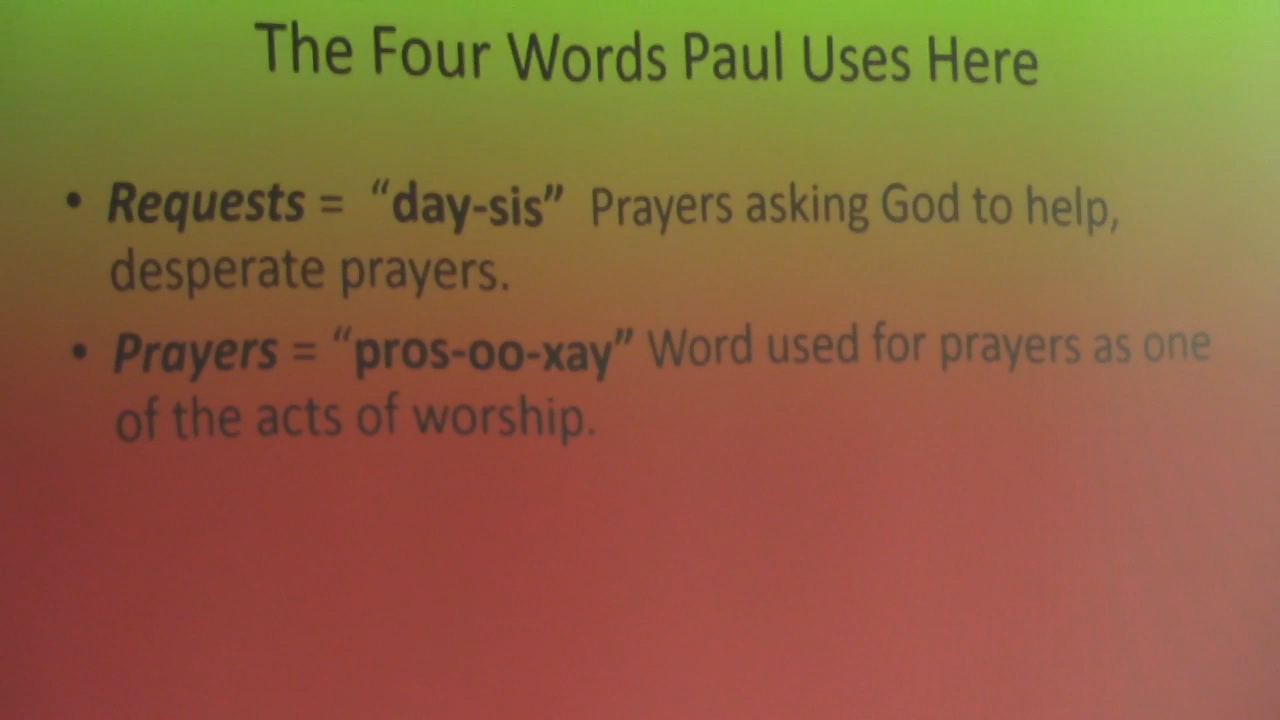 The Four Words Paul Uses Here
• Requests = "day-sis" Prayers asking God to help,
desperate prayers.
• Prayers = "pros-oo-xay" Word used for prayers as one
of the acts of worship.